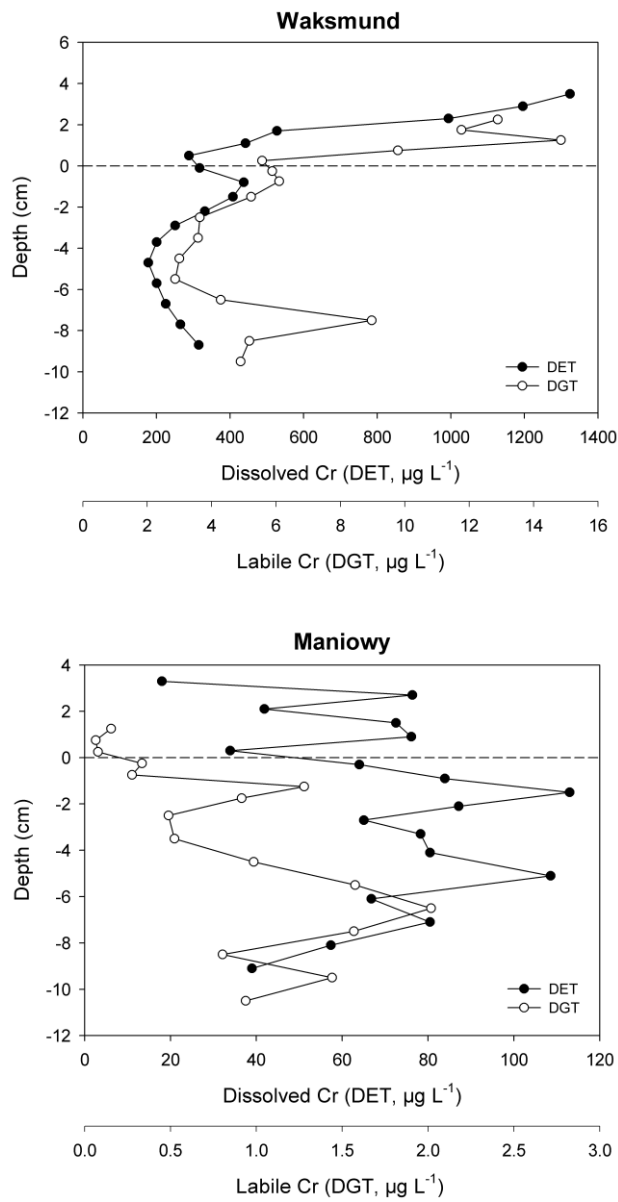 Waksmund
6
4
2
0
-2
-4
-6
-8
-10
-12
Depth (cm)
DET
DGT
0 200 400 600 800 1000 1200 1400
Dissolved Cr (DET, µg L⁻¹)
0 2 4 6 8 10 12 14 16
Labile Cr (DGT, µg L⁻¹)
Maniowy
4
2
0
-2
-4
-6
-8
-10
-12
Depth (cm)
DET
DGT
0 20 40 60 80 100 120
Dissolved Cr (DET, µg L⁻¹)
0.0 0.5 1.0 1.5 2.0 2.5 3.0
Labile Cr (DGT, µg L⁻¹)